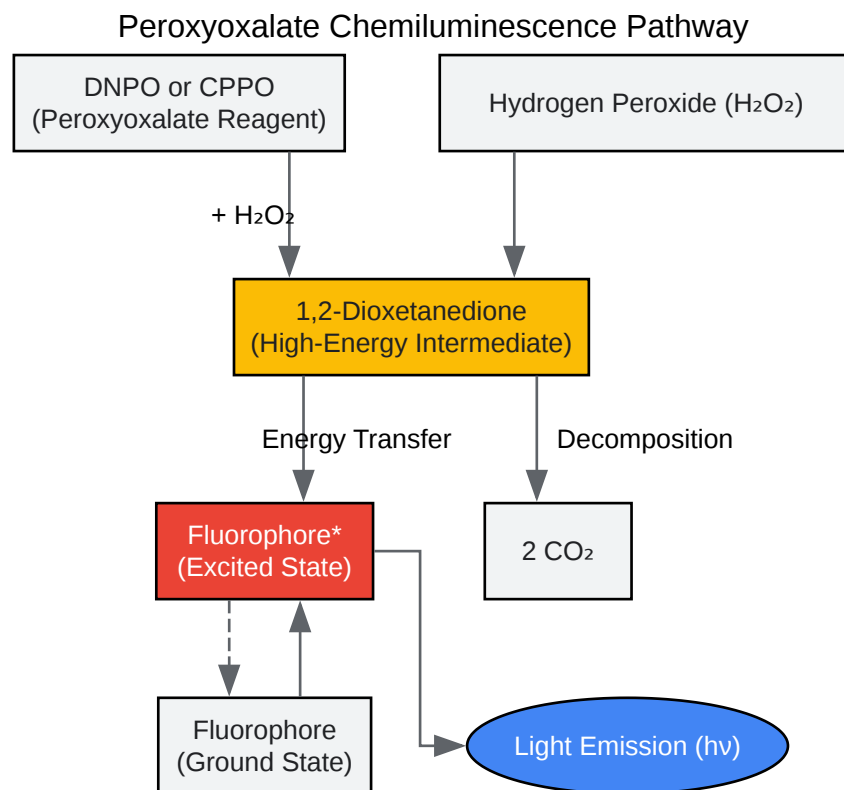 Peroxyoxalate Chemiluminescence Pathway
DNPO or CPPO
(Peroxyoxalate Reagent)
Hydrogen Peroxide (H₂O₂)
+ H₂O₂
1,2-Dioxetanedione
(High-Energy Intermediate)
Energy Transfer
Decomposition
Fluorophore*
(Excited State)
2 CO₂
Fluorophore
(Ground State)
Light Emission (hν)